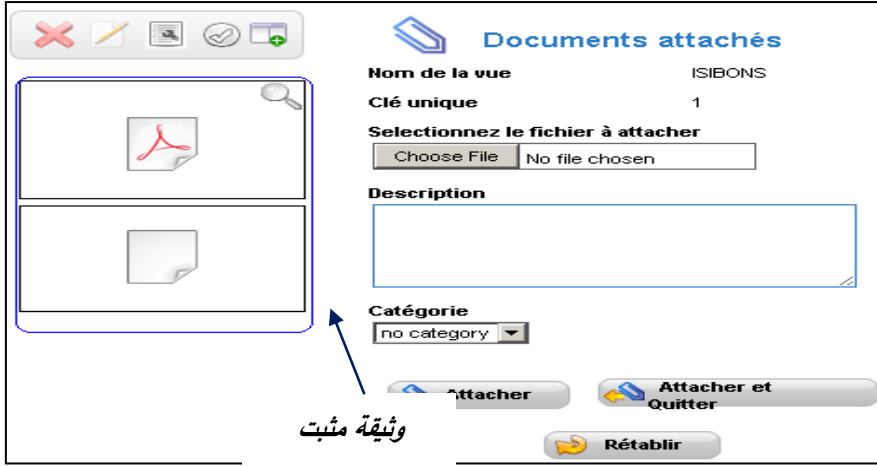 Documents attachés
Nom de la vue ISIBONS
Clé unique 1
Selectionnez le fichier à attacher
Choose File No file chosen
Description
Catégorie
no category
Attacher
Attacher et
Quitter
Rétablir
وثيقة مثبت